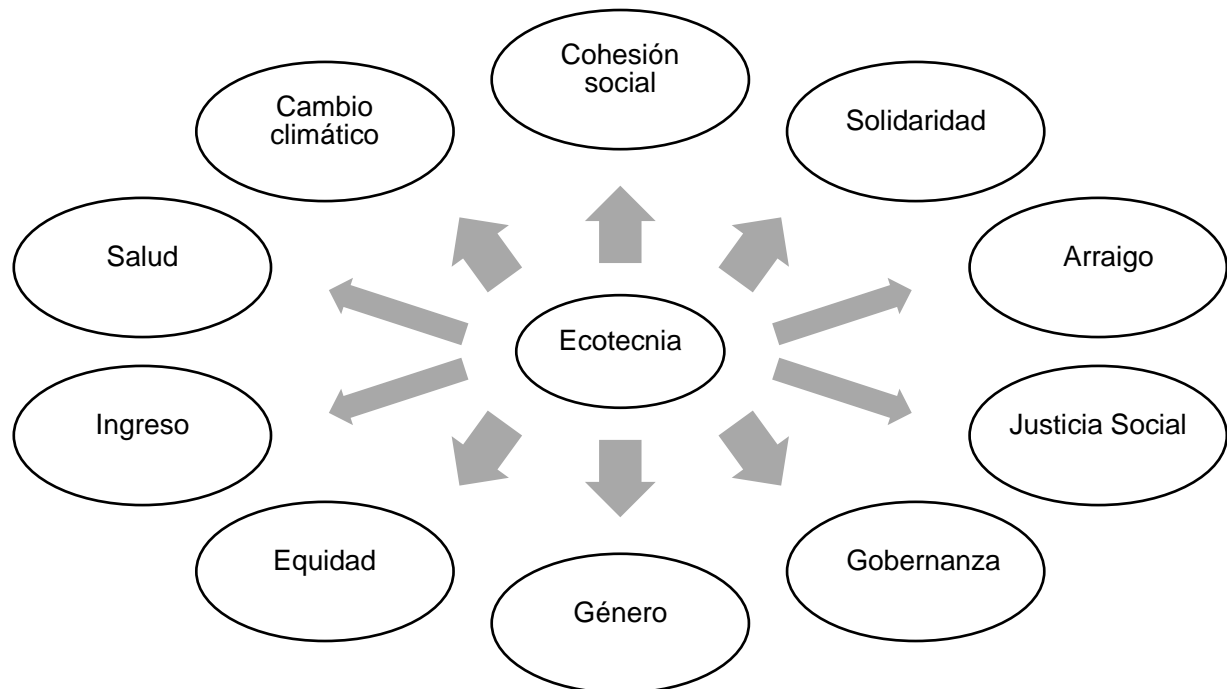 Cohesión
social
Cambio
climático
Solidaridad
Salud
Arraigo
Ecotecnia
Ingreso
Justicia Social
Equidad
Gobernanza
Género